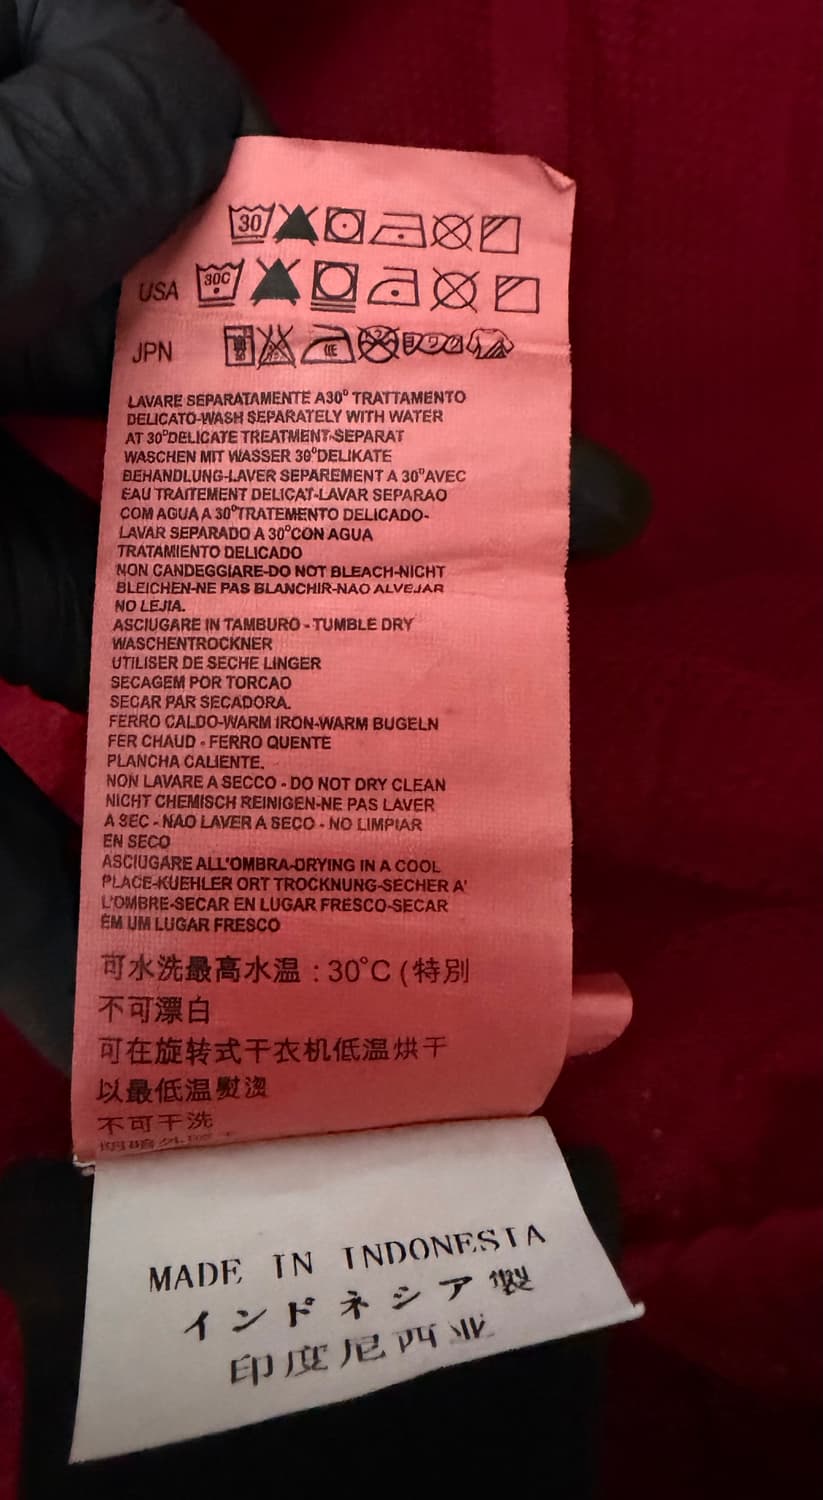 30
USA 30C
JPN
LAVARE SEPARATAMENTE A30° TRATTAMENTO
DELICATO-WASH SEPARATELY WITH WATER
AT 30°DELICATE TREATMENT-SEPARAT
WASCHEN MIT WASSER 30°DELIKATE
BEHANDLUNG-LAVER SEPAREMENT A 30°AVEC
EAU TRAITEMENT DELICAT-LAVAR SEPARAO
COM AGUA A 30°TRATEMENTO DELICADO-
LAVAR SEPARADO A 30°CON AGUA
TRATAMIENTO DELICADO
NON CANDEGGIARE-DO NOT BLEACH-NICHT
BLEICHEN-NE PAS BLANCHIR-NAO ALVEJAR
NO LEJIA.
ASCIUGARE IN TAMBURO - TUMBLE DRY
WASCHENTROCKNER
UTILISER DE SECHE LINGER
SECAGEM POR TORCAO
SECAR PAR SECADORA.
FERRO CALDO-WARM IRON-WARM BUGELN
FER CHAUD - FERRO QUENTE
PLANCHA CALIENTE.
NON LAVARE A SECCO - DO NOT DRY CLEAN
NICHT CHEMISCH REINIGEN-NE PAS LAVER
A SEC - NAO LAVER A SECO - NO LIMPIAR
EN SECO
ASCIUGARE ALL'OMBRA-DRYING IN A COOL
PLACE-KUEHLER ORT TROCKNUNG-SECHER A'
L'OMBRE-SECAR EN LUGAR FRESCO-SECAR
EM UM LUGAR FRESCO
可水洗最高水温 : 30°C (特別
不可漂白
可在旋转式干衣机低温烘干
以最低温熨烫
不可干洗
MADE IN INDONESIA
インドネシア製
印度尼西亚